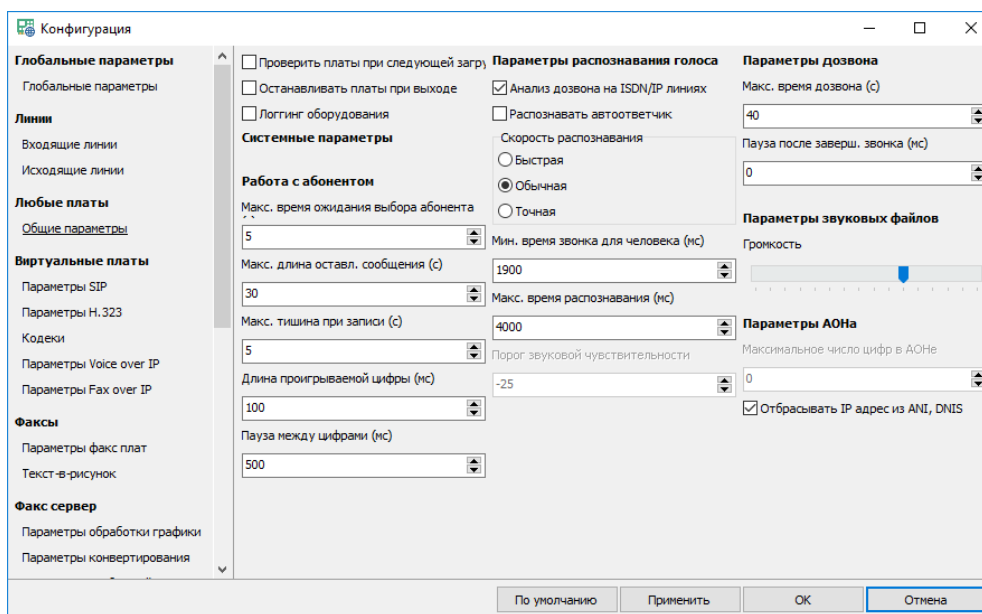 Конфигурация
Глобальные параметры
Глобальные параметры
Линии
Входящие линии
Исходящие линии
Любые платы
Общие параметры
Виртуальные платы
Параметры SIP
Параметры H.323
Кодеки
Параметры Voice over IP
Параметры Fax over IP
Факсы
Параметры факс плат
Текст-в-рисунок
Факс сервер
Параметры обработки графики
Параметры конвертирования
Проверить платы при следующей загру
Останавливать платы при выходе
Логгинг оборудования
Системные параметры
Работа с абонентом
Макс. время ожидания выбора абонента
5
Макс. длина оставл. сообщения (с)
30
Макс. тишина при записи (с)
5
Длина проигрываемой цифры (мс)
100
Пауза между цифрами (мс)
500
Параметры распознавания голоса
Анализ дозвона на ISDN/IP линиях
Распознавать автоответчик
Скорость распознавания
Быстрая
Обычная
Точная
Мин. время звонка для человека (мс)
1900
Макс. время распознавания (мс)
4000
Порог звуковой чувствительности
-25
Параметры дозвона
Макс. время дозвона (с)
40
Пауза после заверш. звонка (мс)
0
Параметры звуковых файлов
Громкость
Параметры АОНа
Максимальное число цифр в АОНе
0
Отбрасывать IP адрес из ANI, DNIS
По умолчанию
Применить
OK
Отмена